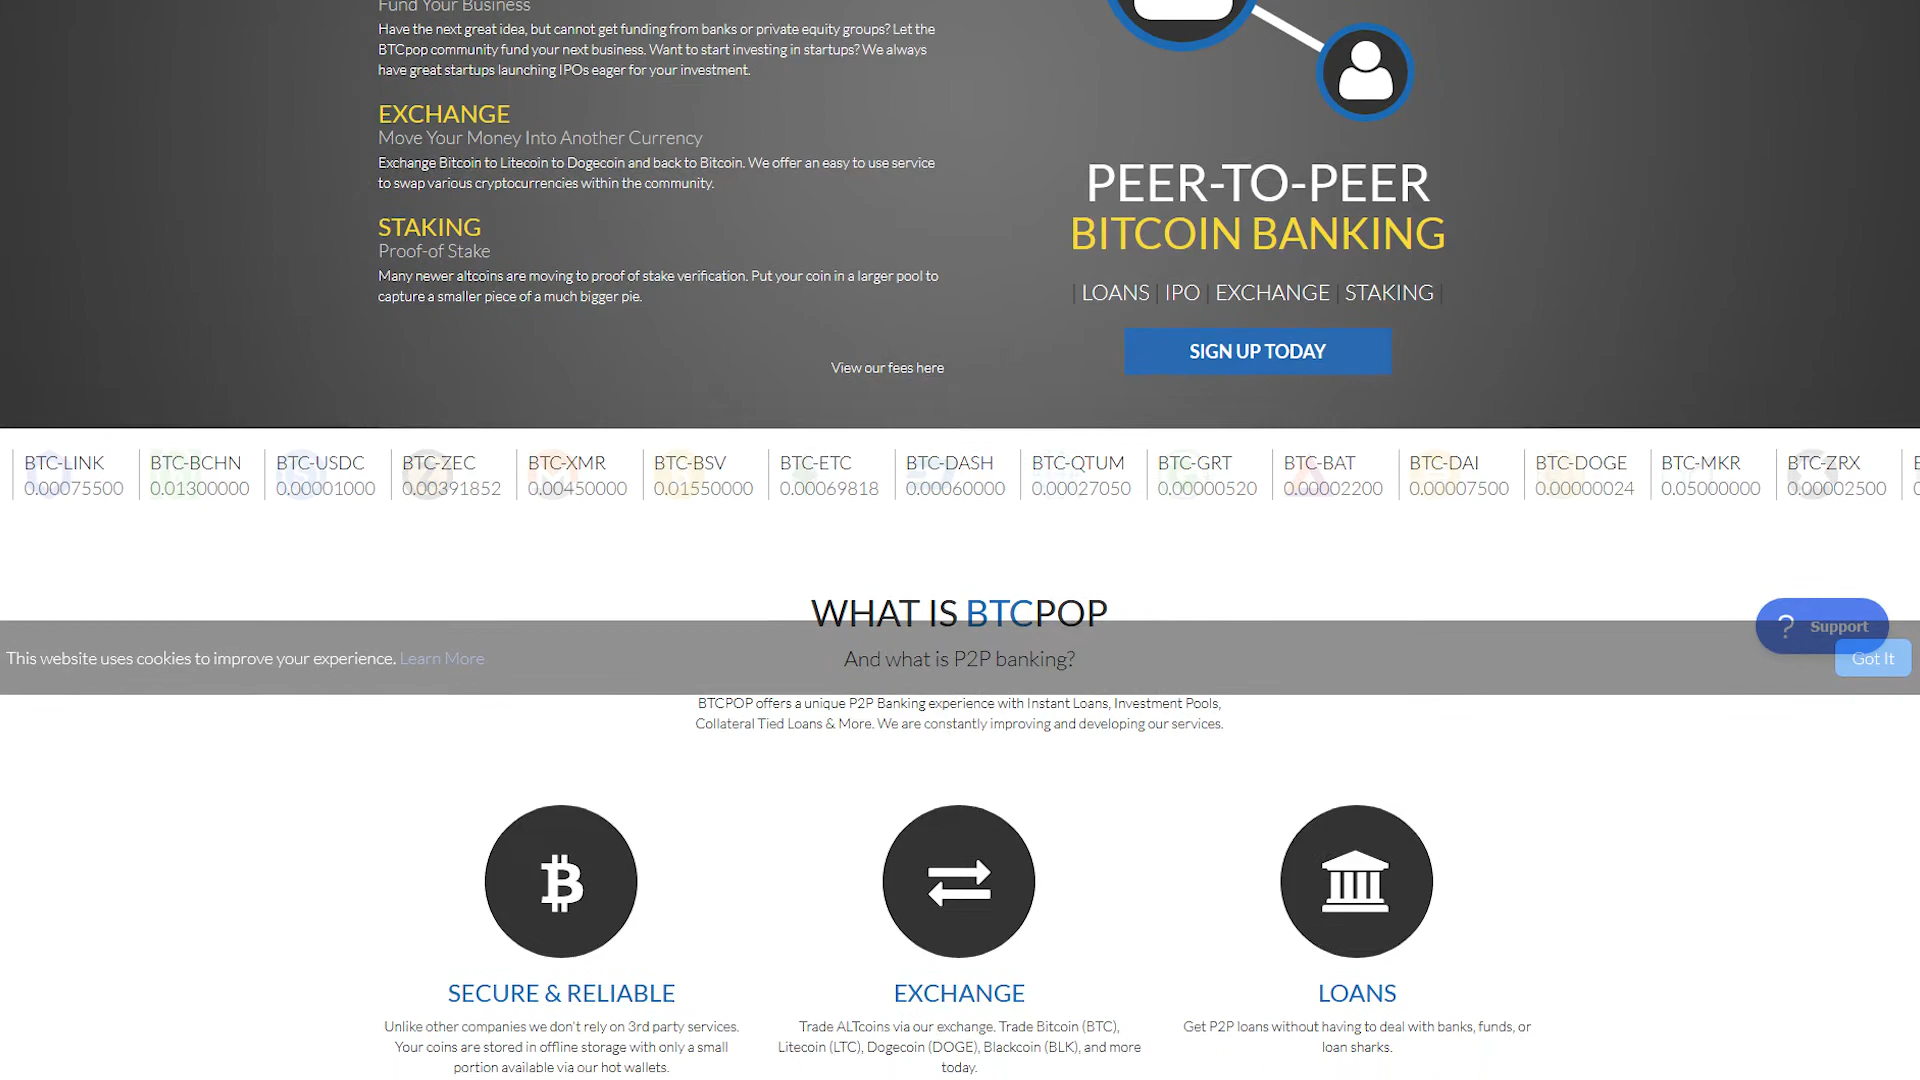 Fund Your Business
Have the next great idea, but cannot get funding from banks or private equity groups? Let the
BTCpop community fund your next business. Want to start investing in startups? We always
have great startups launching IPOs eager for your investment.
EXCHANGE
Move Your Money Into Another Currency
Exchange Bitcoin to Litecoin to Dogecoin and back to Bitcoin. We offer an easy to use service
to swap various cryptocurrencies within the community.
STAKING
Proof-of Stake
Many newer altcoins are moving to proof of stake verification. Put your coin in a larger pool to
capture a smaller piece of a much bigger pie.
View our fees here
PEER-TO-PEER
BITCOIN BANKING
| LOANS | IPO | EXCHANGE | STAKING |
SIGN UP TODAY
BTC-LINK BTC-BCHN BTC-USDC BTC-ZEC BTC-XMR BTC-BSV BTC-ETC BTC-DASH BTC-QTUM BTC-GRT BTC-BAT BTC-DAI BTC-DOGE BTC-MKR BTC-ZRX
0.00075500 0.01300000 0.00001000 0.00391852 0.00450000 0.01550000 0.00069818 0.00060000 0.00027050 0.00000520 0.00002200 0.00007500 0.00000024 0.05000000 0.00002500
WHAT IS BTCPOP
? Support
This website uses cookies to improve your experience. Learn More
And what is P2P banking?
Got It
BTCPOP offers a unique P2P Banking experience with Instant Loans, Investment Pools,
Collateral Tied Loans & More. We are constantly improving and developing our services.
SECURE & RELIABLE
Unlike other companies we don't rely on 3rd party services.
Your coins are stored in offline storage with only a small
portion available via our hot wallets.
EXCHANGE
Trade ALTcoins via our exchange. Trade Bitcoin (BTC),
Litecoin (LTC), Dogecoin (DOGE), Blackcoin (BLK), and more
today.
LOANS
Get P2P loans without having to deal with banks, funds, or
loan sharks.